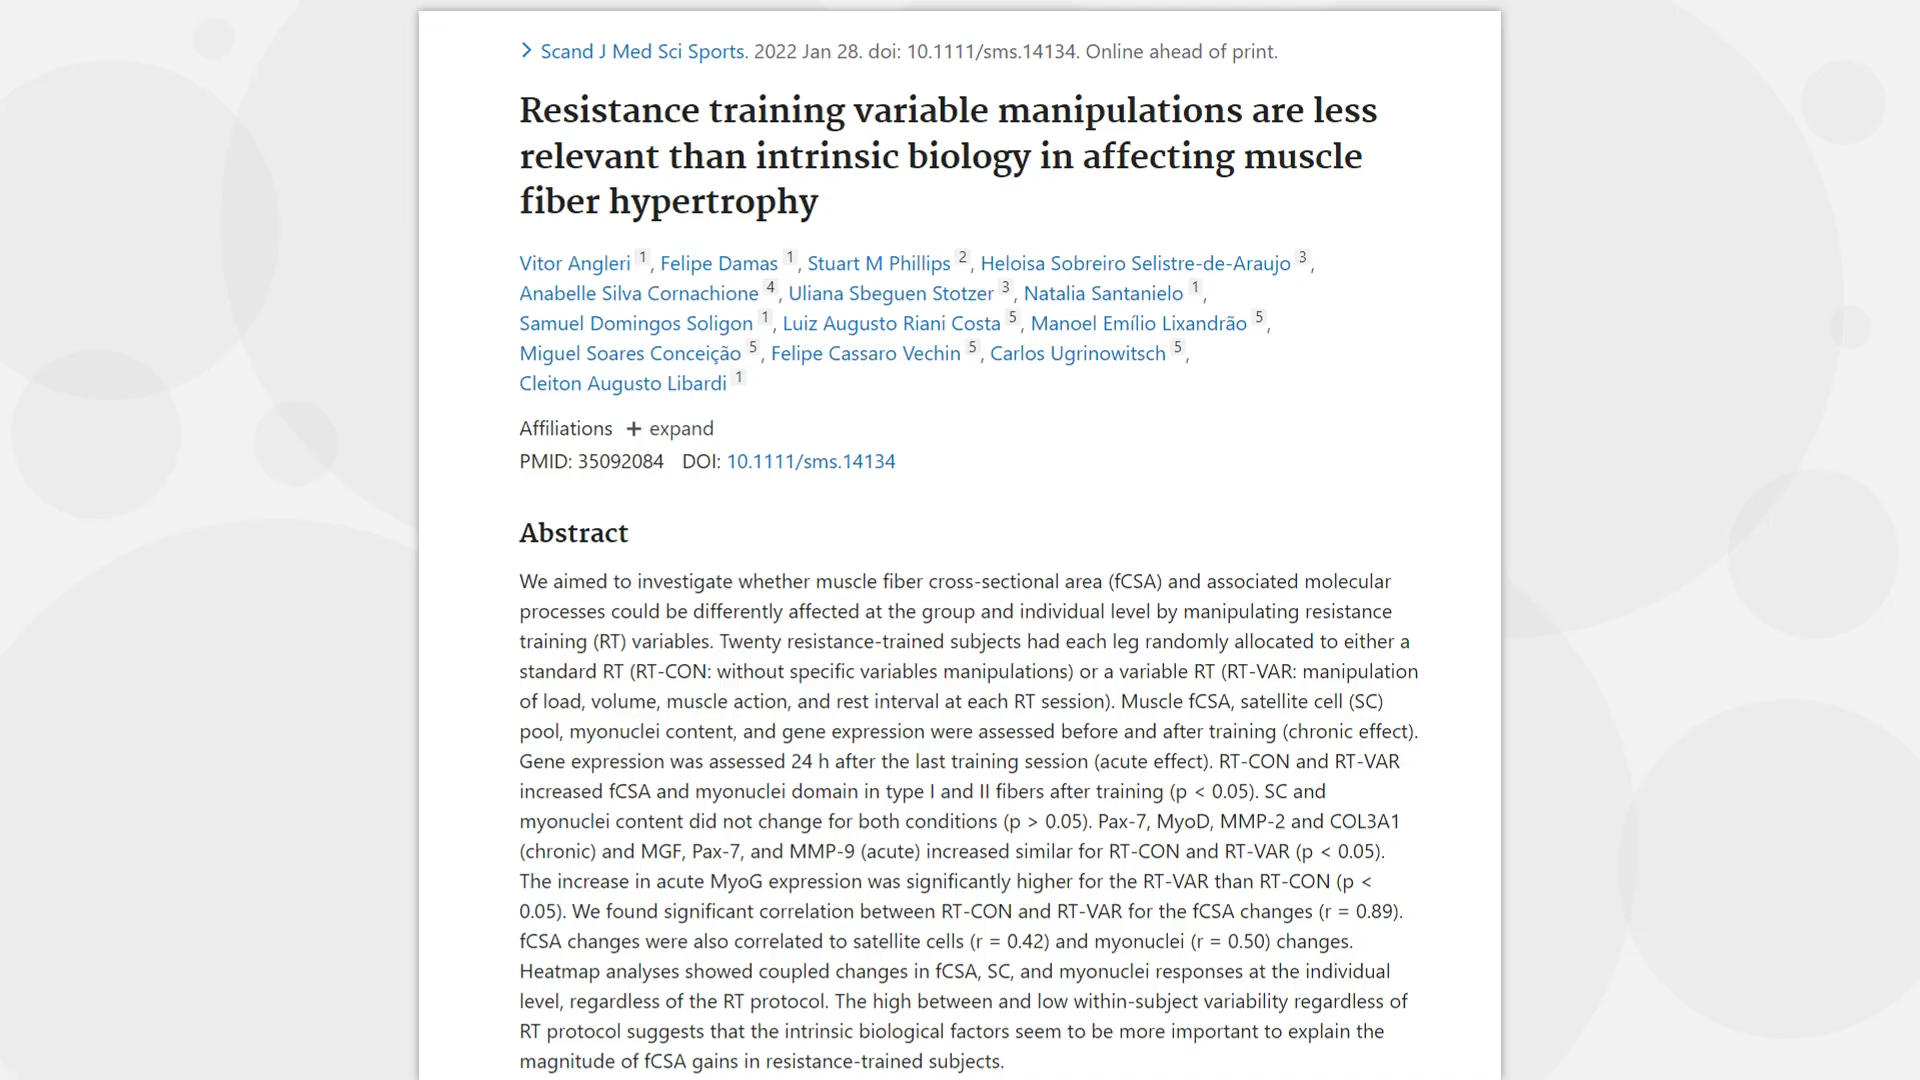 Scand J Med Sci Sports. 2022 Jan 28. doi: 10.1111/sms.14134. Online ahead of print.
Resistance training variable manipulations are less
relevant than intrinsic biology in affecting muscle
fiber hypertrophy
Vitor Angleri 1, Felipe Damas 1, Stuart M Phillips 2, Heloisa Sobreiro Selistre-de-Araujo 3,
Anabelle Silva Cornachione 4, Uliana Sbeguen Stotzer 3, Natalia Santanielo 1,
Samuel Domingos Soligon 1, Luiz Augusto Riani Costa 5, Manoel Emílio Lixandrão 5,
Miguel Soares Conceição 5, Felipe Cassaro Vechin 5, Carlos Ugrinowitsch 5,
Cleiton Augusto Libardi 1
Affiliations + expand
PMID: 35092084 DOI: 10.1111/sms.14134
Abstract
We aimed to investigate whether muscle fiber cross-sectional area (fCSA) and associated molecular
processes could be differently affected at the group and individual level by manipulating resistance
training (RT) variables. Twenty resistance-trained subjects had each leg randomly allocated to either a
standard RT (RT-CON: without specific variables manipulations) or a variable RT (RT-VAR: manipulation
of load, volume, muscle action, and rest interval at each RT session). Muscle fCSA, satellite cell (SC)
pool, myonuclei content, and gene expression were assessed before and after training (chronic effect).
Gene expression was assessed 24 h after the last training session (acute effect). RT-CON and RT-VAR
increased fCSA and myonuclei domain in type I and II fibers after training (p < 0.05). SC and
myonuclei content did not change for both conditions (p > 0.05). Pax-7, MyoD, MMP-2 and COL3A1
(chronic) and MGF, Pax-7, and MMP-9 (acute) increased similar for RT-CON and RT-VAR (p < 0.05).
The increase in acute MyoG expression was significantly higher for the RT-VAR than RT-CON (p <
0.05). We found significant correlation between RT-CON and RT-VAR for the fCSA changes (r = 0.89).
fCSA changes were also correlated to satellite cells (r = 0.42) and myonuclei (r = 0.50) changes.
Heatmap analyses showed coupled changes in fCSA, SC, and myonuclei responses at the individual
level, regardless of the RT protocol. The high between and low within-subject variability regardless of
RT protocol suggests that the intrinsic biological factors seem to be more important to explain the
magnitude of fCSA gains in resistance-trained subjects.